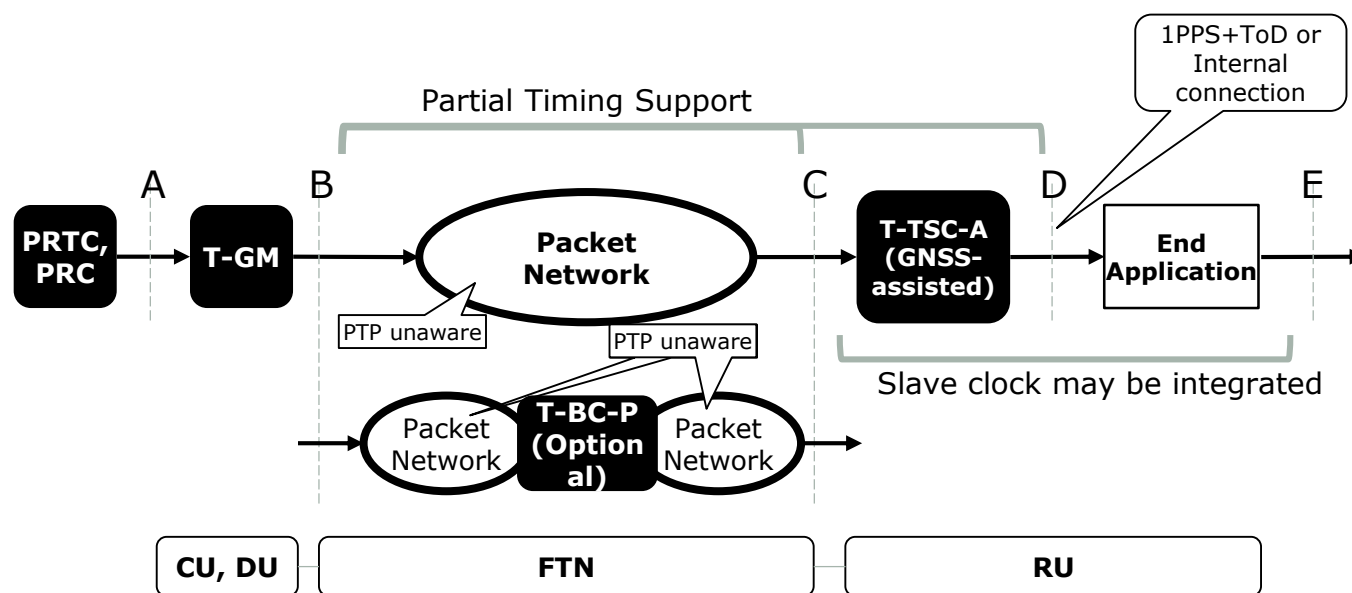 1PPS+ToD or
Internal
connection
Partial Timing Support
A
B
C
D
E
PRTC,
PRC
T-GM
Packet
Network
T-TSC-A
(GNSS-
assisted)
End
Application
PTP unaware
PTP unaware
Slave clock may be integrated
Packet
Network
T-BC-P
(Option
al)
Packet
Network
CU, DU
FTN
RU